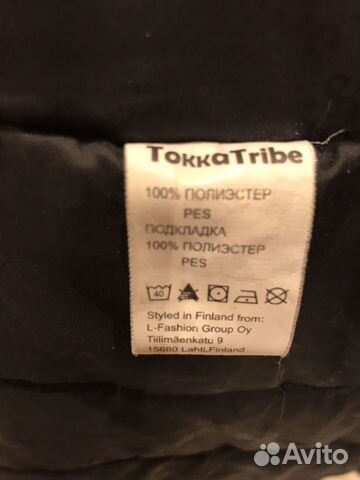 TokkaTribe
100% ПОЛИЭСТЕР
PES
ПОДКЛАДКА
100% ПОЛИЭСТЕР
PES
40
Styled in Finland from:
L-Fashion Group Oy
Tiilimäenkatu 9
15680 Lahti.Finland
Avito